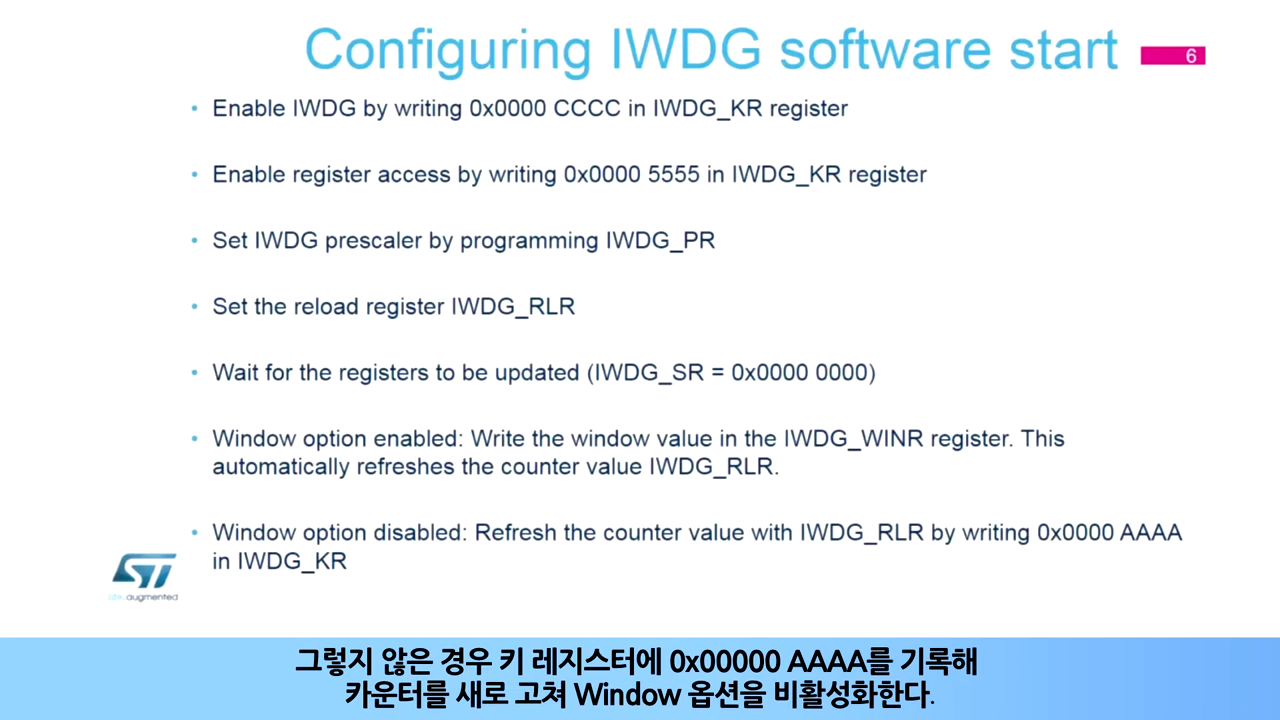 Configuring IWDG software start
6
• Enable IWDG by writing 0x0000 CCCC in IWDG_KR register
• Enable register access by writing 0x0000 5555 in IWDG_KR register
• Set IWDG prescaler by programming IWDG_PR
• Set the reload register IWDG_RLR
• Wait for the registers to be updated (IWDG_SR = 0x0000 0000)
• Window option enabled: Write the window value in the IWDG_WINR register. This
automatically refreshes the counter value IWDG_RLR.
• Window option disabled: Refresh the counter value with IWDG_RLR by writing 0x0000 AAAA
in IWDG_KR
ST
life.augmented
그렇지 않은 경우 키 레지스터에 0x00000 AAAA를 기록해
카운터를 새로 고쳐 Window 옵션을 비활성화한다.